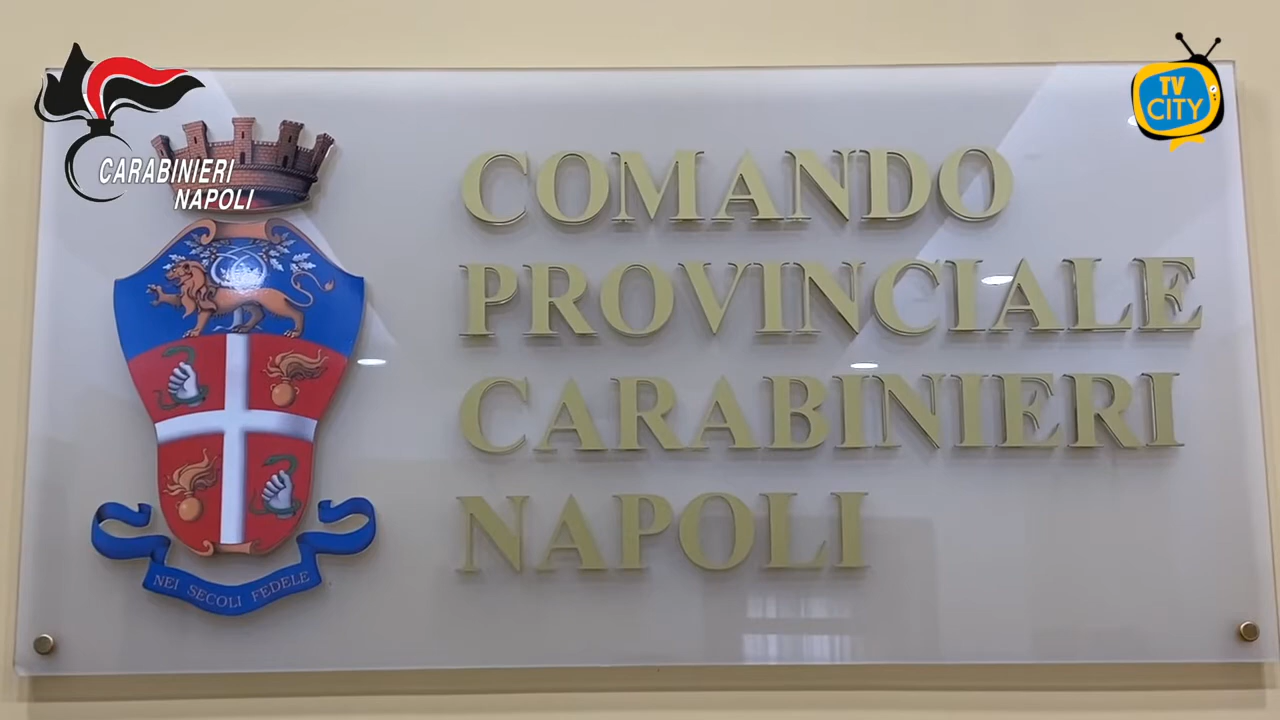 CARABINIERI
NAPOLI
TV
CITY
COMANDO
PROVINCIALE
CARABINIERI
NAPOLI
NEI SECOLI FEDELE